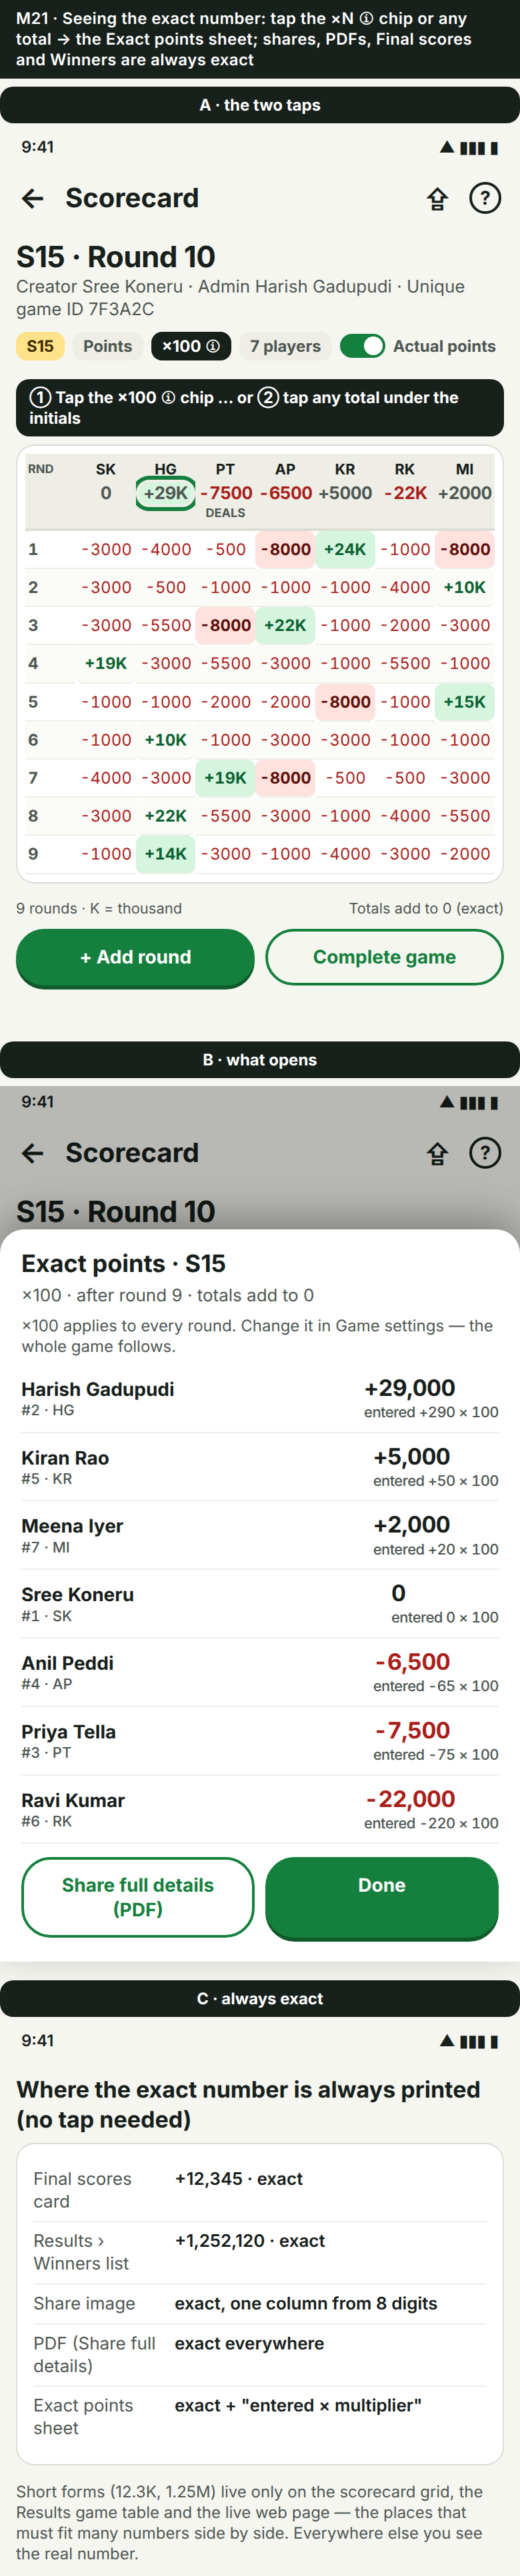 M21 · Seeing the exact number: tap the ×N ⓘ chip or any
total → the Exact points sheet; shares, PDFs, Final scores
and Winners are always exact
A · the two taps
9:41
← Scorecard ?
S15 · Round 10
Creator Sree Koneru · Admin Harish Gadupudi · Unique
game ID 7F3A2C
S15 Points ×100 ⓘ 7 players Actual points
① Tap the ×100 ⓘ chip … or ② tap any total under the
initials
RND SK HG PT AP KR RK MI
0 +29K -7500 -6500 +5000 -22K +2000
DEALS
1 -3000 -4000 -500 -8000 +24K -1000 -8000
2 -3000 -500 -1000 -1000 -1000 -4000 +10K
3 -3000 -5500 -8000 +22K -1000 -2000 -3000
4 +19K -3000 -5500 -3000 -1000 -5500 -1000
5 -1000 -1000 -2000 -2000 -8000 -1000 +15K
6 -1000 +10K -1000 -3000 -3000 -1000 -1000
7 -4000 -3000 +19K -8000 -500 -500 -3000
8 -3000 +22K -5500 -3000 -1000 -4000 -5500
9 -1000 +14K -3000 -1000 -4000 -3000 -2000
9 rounds · K = thousand Totals add to 0 (exact)
+ Add round Complete game
B · what opens
9:41
← Scorecard ?
S15 · Round 10
Exact points · S15
×100 · after round 9 · totals add to 0
×100 applies to every round. Change it in Game settings — the
whole game follows.
Harish Gadupudi +29,000
#2 · HG entered +290 × 100
Kiran Rao +5,000
#5 · KR entered +50 × 100
Meena Iyer +2,000
#7 · MI entered +20 × 100
Sree Koneru 0
#1 · SK entered 0 × 100
Anil Peddi -6,500
#4 · AP entered -65 × 100
Priya Tella -7,500
#3 · PT entered -75 × 100
Ravi Kumar -22,000
#6 · RK entered -220 × 100
Share full details
(PDF)
Done
C · always exact
9:41
Where the exact number is always printed
(no tap needed)
Final scores
card
+12,345 · exact
Results ›
Winners list
+1,252,120 · exact
Share image exact, one column from 8 digits
PDF (Share full
details)
exact everywhere
Exact points
sheet
exact + "entered × multiplier"
Short forms (12.3K, 1.25M) live only on the scorecard grid, the
Results game table and the live web page — the places that
must fit many numbers side by side. Everywhere else you see
the real number.